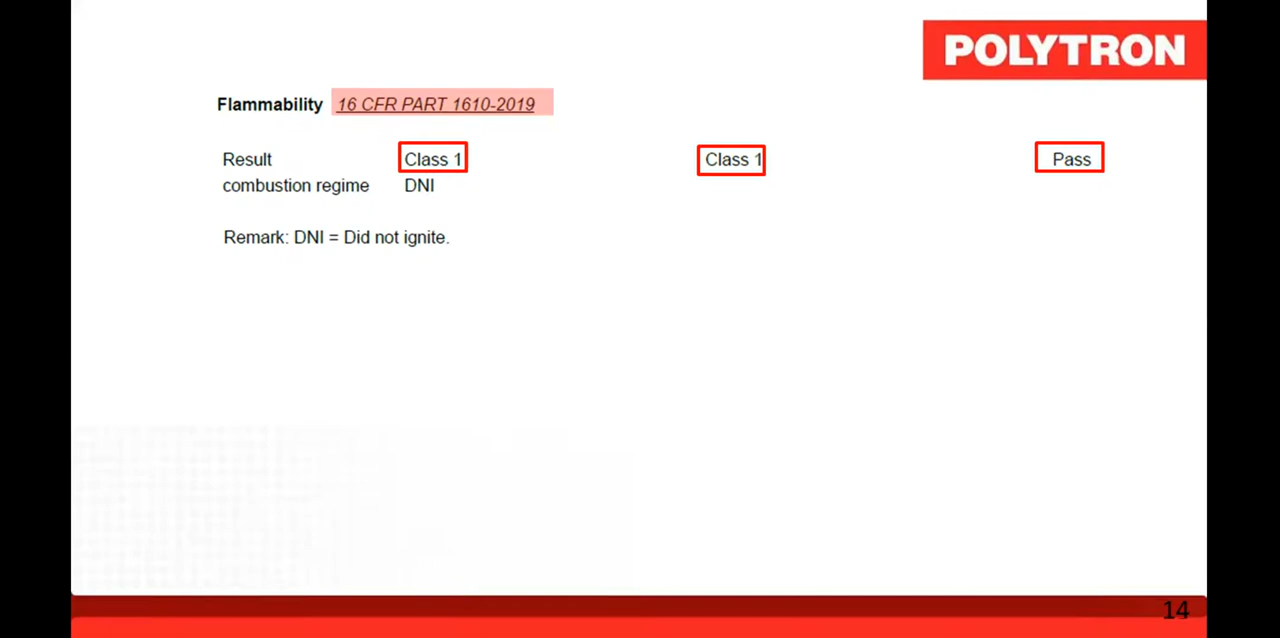 POLYTRON
Flammability 16 CFR PART 1610-2019
Result Class 1 Class 1 Pass
combustion regime DNI
Remark: DNI = Did not ignite.
14